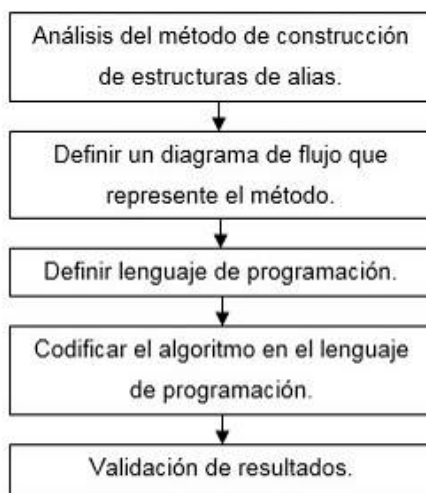 Análisis del método de construcción
de estructuras de alias.
Definir un diagrama de flujo que
represente el método.
Definir lenguaje de programación.
Codificar el algoritmo en el lenguaje
de programación.
Validación de resultados.